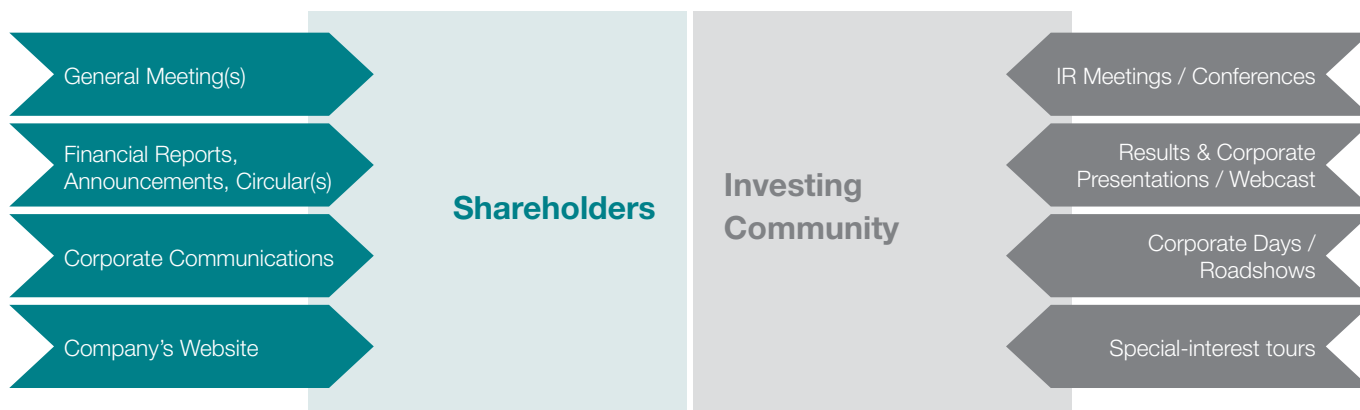 General Meeting(s)
Financial Reports,
Announcements, Circular(s)
Corporate Communications
Company’s Website
Shareholders
Investing
Community
IR Meetings / Conferences
Results & Corporate
Presentations / Webcast
Corporate Days /
Roadshows
Special-interest tours